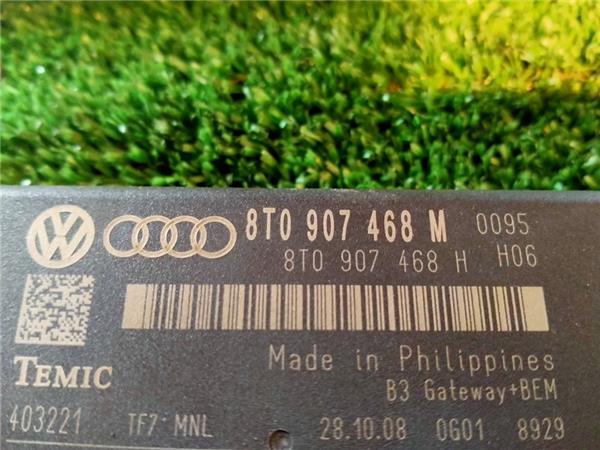 8T0 907 468 M 0095
8T0 907 468 H H06
Made in Philippines
TEMIC
B3 Gateway+BEM
403221 TF7 MNL 28.10.08 0G01 8929